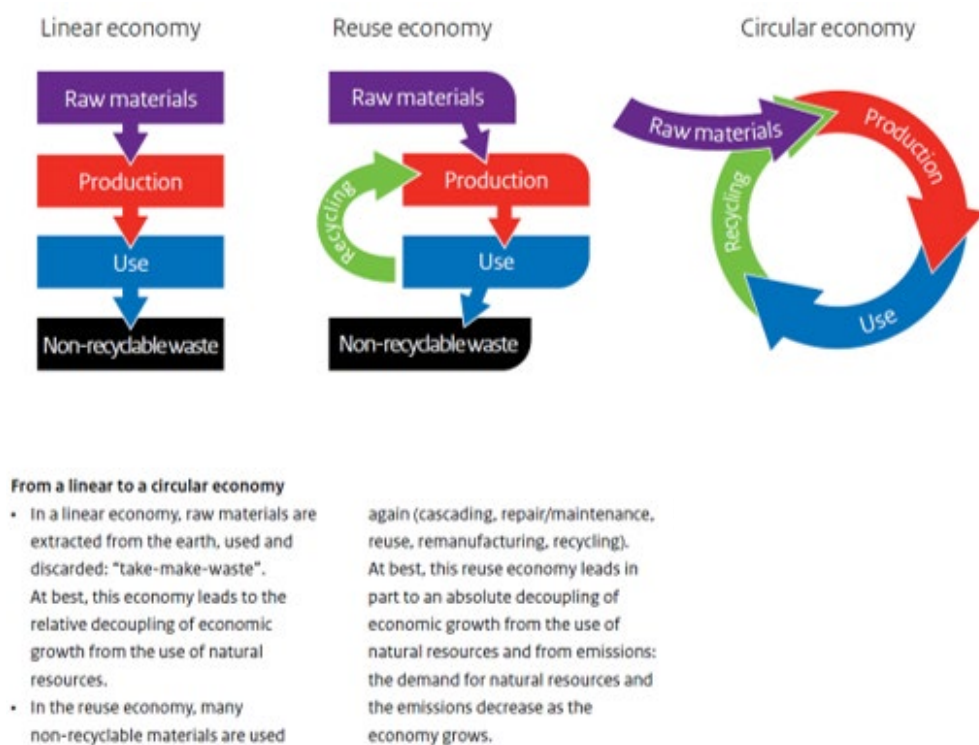 Linear economy
Raw materials
Production
Use
Non-recyclable waste
Reuse economy
Raw materials
Recycling
Production
Use
Non-recyclable waste
Circular economy
Raw materials
Production
Use
Recycling
From a linear to a circular economy
• In a linear economy, raw materials are
extracted from the earth, used and
discarded: "take-make-waste".
At best, this economy leads to the
relative decoupling of economic
growth from the use of natural
resources.
• In the reuse economy, many
non-recyclable materials are used
again (cascading, repair/maintenance,
reuse, remanufacturing, recycling).
At best, this reuse economy leads in
part to an absolute decoupling of
economic growth from the use of
natural resources and from emissions:
the demand for natural resources and
the emissions decrease as the
economy grows.